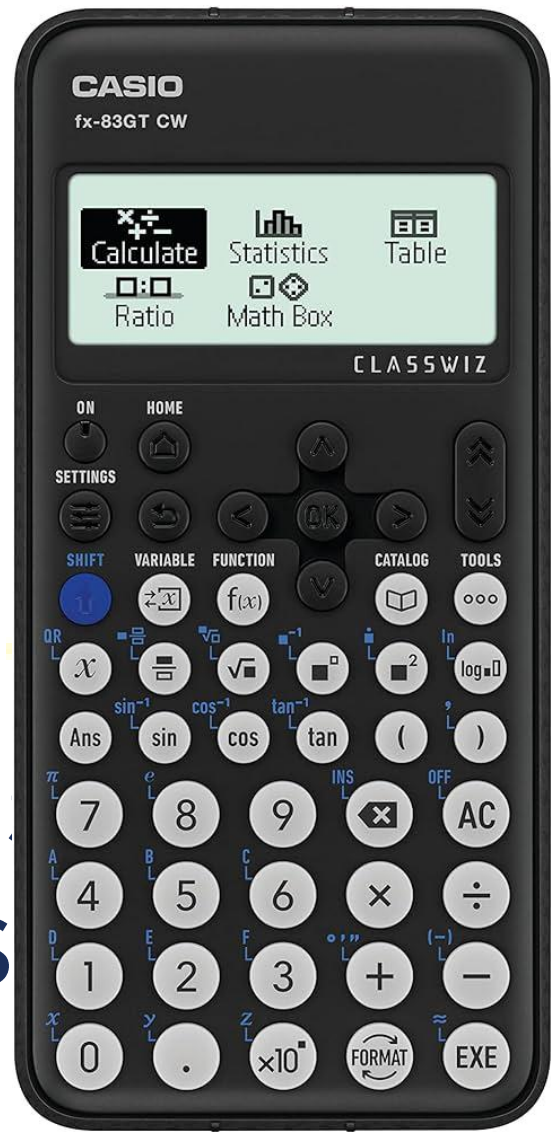 CASIO
fx-83GT CW
Calculate Statistics Table
Ratio Math Box
CLASSWIZ
ON HOME
SETTINGS
OK
SHIFT VARIABLE FUNCTION CATALOG TOOLS
x f(x)
QR ■√□ ■⁻¹ ln
x √■ ■□ ■² log■□
sin⁻¹ cos⁻¹ tan⁻¹ ,
Ans sin cos tan ( )
π e INS OFF
7 8 9 AC
A B C
4 5 6 × ÷
D E F ° ′ ″ (−)
1 2 3 + −
x y z ≈
0 . ×10■ FORMAT EXE
S